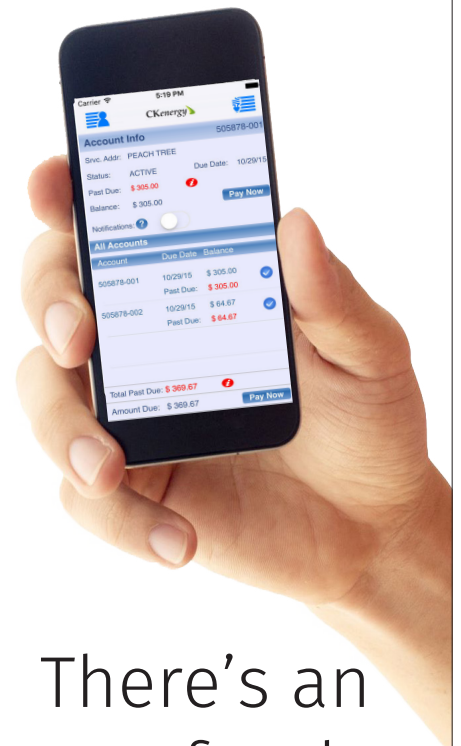 Carrier 5:19 PM
CKenergy
Account Info 505878-001
Srvc. Addr: PEACH TREE
Status: ACTIVE Due Date: 10/29/15
Past Due: $ 305.00 i Pay Now
Balance: $ 305.00
Notifications: ?
All Accounts
Account Due Date Balance
505878-001 10/29/15 $ 305.00
Past Due: $ 305.00
505878-002 10/29/15 $ 64.67
Past Due: $ 64.67
Total Past Due: $ 369.67 i
Amount Due: $ 369.67 Pay Now
There's an